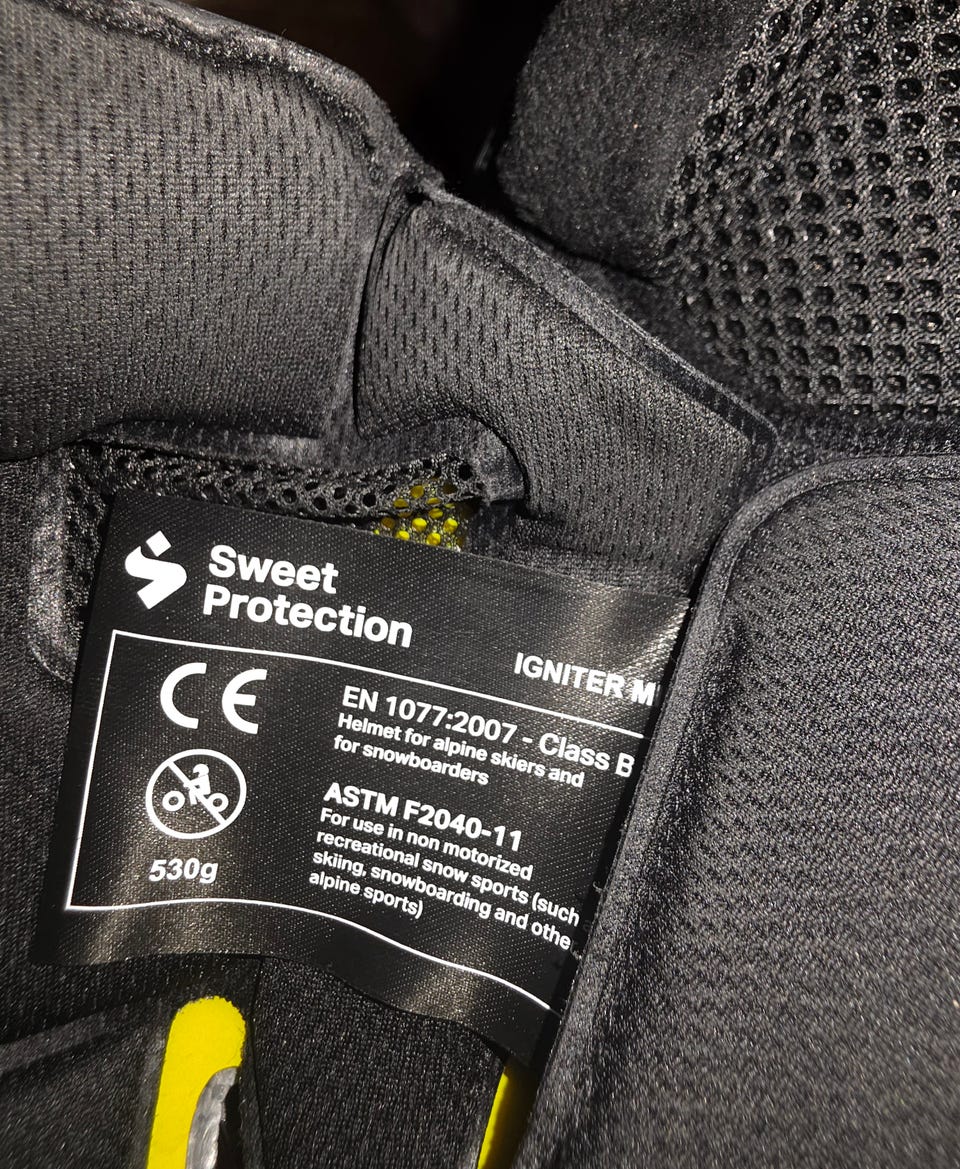 Sweet
Protection
IGNITER M
CE
EN 1077:2007 - Class B
Helmet for alpine skiers and
for snowboarders
ASTM F2040-11
For use in non motorized
recreational snow sports (such
skiing, snowboarding and othe
alpine sports)
530g